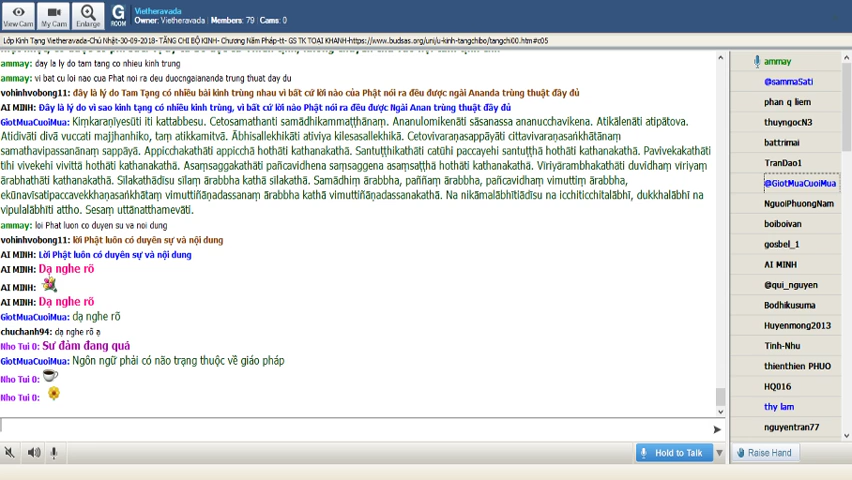 View Cam
My Cam
Enlarge
G
ROOM
Vietheravada
Owner: Vietheravada | Members: 79 | Cams: 0
Lớp Kinh Tạng Vietheravada-Chủ Nhật-30-09-2018- TĂNG CHI BỘ KINH- Chương Năm Pháp-tt- GS TK TOẠI KHANH-https://www.budsas.org/uni/u-kinh-tangchibo/tangchi00.htm#c05
ammay: day la ly do tam tang co nhieu kinh trung
ammay: vi bat cu loi nao cua Phat noi ra deu duocngaiananda trung thuat day du
vohinhvobong11: đây là lý do Tam Tạng có nhiều bài kinh trùng nhau vì bất cứ lời nào của Phật nói ra đều được Ngài Ananda trùng thuật đầy đủ
AI MINH: Đây là lý do vì sao kinh tạng có nhiều kinh trùng, vì bất cứ lời nào Phật nói ra đều được Ngài Anan trùng thuật đầy đủ
GiotMuaCuoiMua: Kiṃkaraṇīyesūti iti kattabbesu. Cetosamathanti samādhikammaṭṭhānaṃ. Ananulomikenāti sāsanassa ananucchavikena. Atikālenāti atipātova.
Atidivāti divā vuccati majjhanhiko, taṃ atikkamitvā. Ābhisallekhikāti ativiya kilesasallekhikā. Cetovivaraṇasappāyāti cittavivaraṇasaṅkhātānaṃ
samathavipassanānaṃ sappāyā. Appicchakathāti appicchā hothāti kathanakathā. Santuṭṭhikathāti catūhi paccayehi santuṭṭhā hothāti kathanakathā. Pavivekakathāti
tīhi vivekehi vivittā hothāti kathanakathā. Asaṃsaggakathāti pañcavidhena saṃsaggena asaṃsaṭṭhā hothāti kathanakathā. Vīriyārambhakathāti duvidhaṃ vīriyaṃ
ārabhathāti kathanakathā. Sīlakathādīsu sīlaṃ ārabbha kathā sīlakathā. Samādhiṃ ārabbha, paññaṃ ārabbha, pañcavidhaṃ vimuttiṃ ārabbha,
ekūnavīsatipaccavekkhaṇasaṅkhātaṃ vimuttiñāṇadassanaṃ ārabbha kathā vimuttiñāṇadassanakathā. Na nikāmalābhītiādīsu na icchiticchitalābhī, dukkhalābhī na
vipulalābhīti attho. Sesaṃ uttānatthamevāti.
ammay: loi Phat luon co duyen su va noi dung
vohinhvobong11: lời Phật luôn có duyên sự và nội dung
AI MINH: Lời Phật luôn có duyên sự và nội dung
AI MINH: Dạ nghe rõ
AI MINH:
AI MINH: Dạ nghe rõ
GiotMuaCuoiMua: dạ nghe rõ
chuchanh94: dạ nghe rõ ạ
Nho Tui 0: Sư đảm đang quá
GiotMuaCuoiMua: Ngôn ngữ phải có não trạng thuộc về giáo pháp
Nho Tui 0:
Nho Tui 0:
Hold to Talk
Raise Hand
ammay
@sammaSati
phan q liem
thuyngocN3
battrimai
TranDao1
@GiotMuaCuoiMua
NguoiPhuongNam
boiboivan
gosbel_1
AI MINH
@qui_nguyen
Bodhikusuma
Huyenmong2013
Tinh-Nhu
thienthien PHUO
HQ016
thy lam
nguyentran77